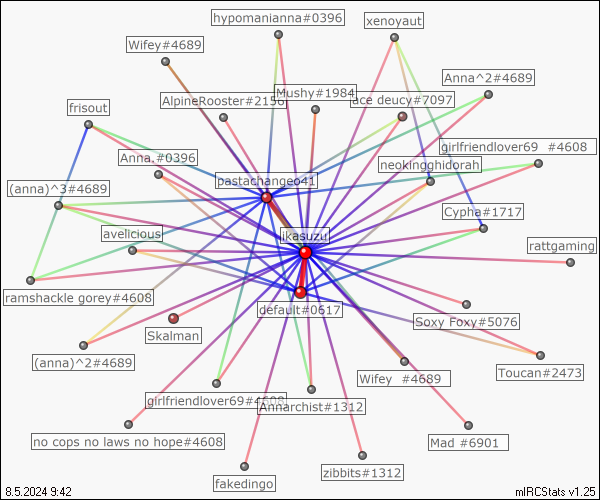 hypomanianna#0396
xenoyaut
Wifey#4689
Anna^2#4689
Mushy#1984
AlpineRooster#2150
ace deucy#7097
frisout
girlfriendlover69 #4608
Anna,#0396
neokingghidorah
pastachangeo41
(anna)^3#4689
Cypha#1717
avelicious
ikasuzu
rattgaming
ramshackle gorey#4608
default#0617
Soxy Foxy#5076
Skalman
(anna)^2#4689
Toucan#2473
Wifey #4689
girlfriendlover69#4608
Annarchist#1312
no cops no laws no hope#4608
Mad #6901
zibbits#1312
fakedingo
8.5.2024 9:42
mIRCStats v1.25